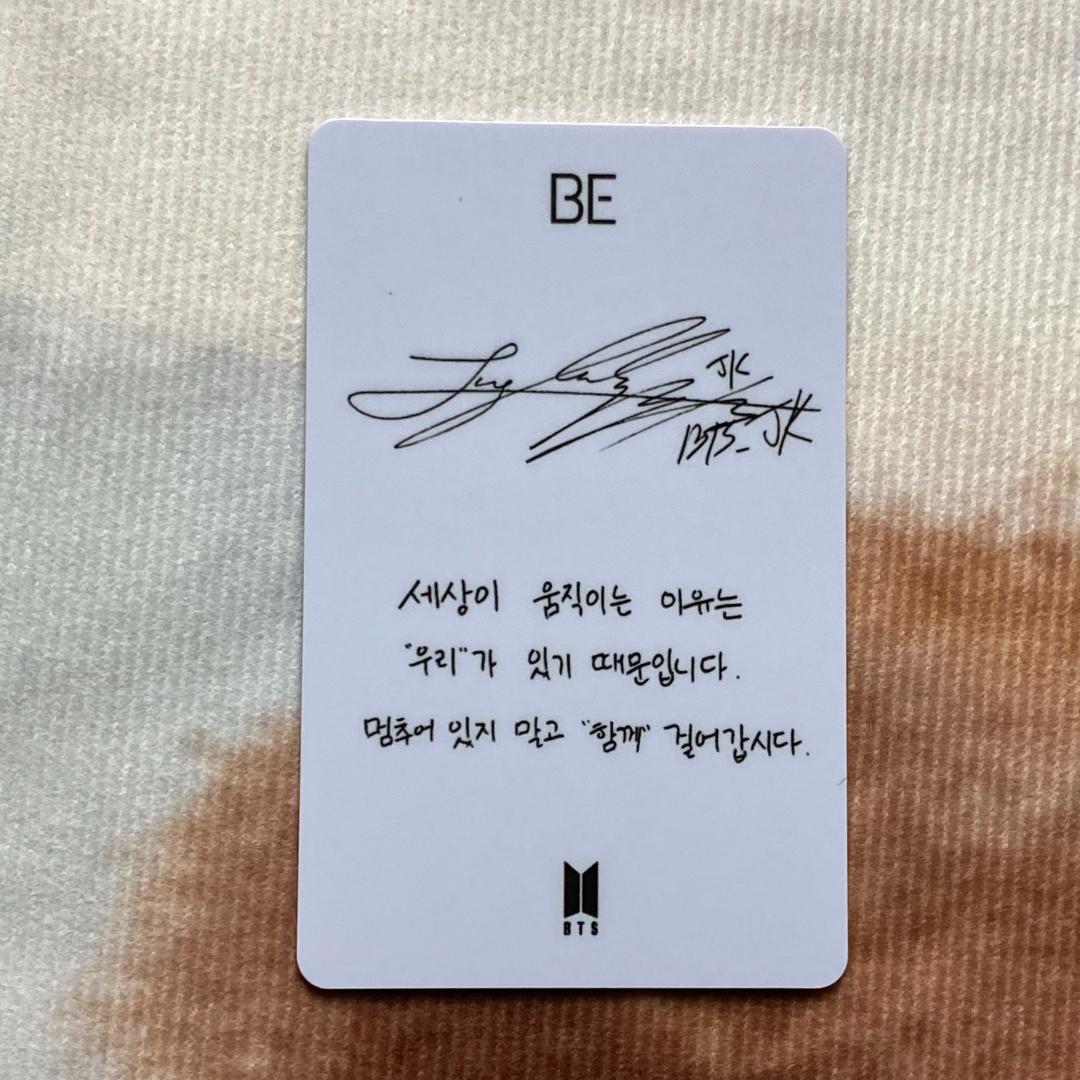 BE
JK
BTS_JK
세상이 움직이는 이유는
"우리"가 있기 때문입니다.
멈추어 있지 말고 "함께" 걸어갑시다.
BTS